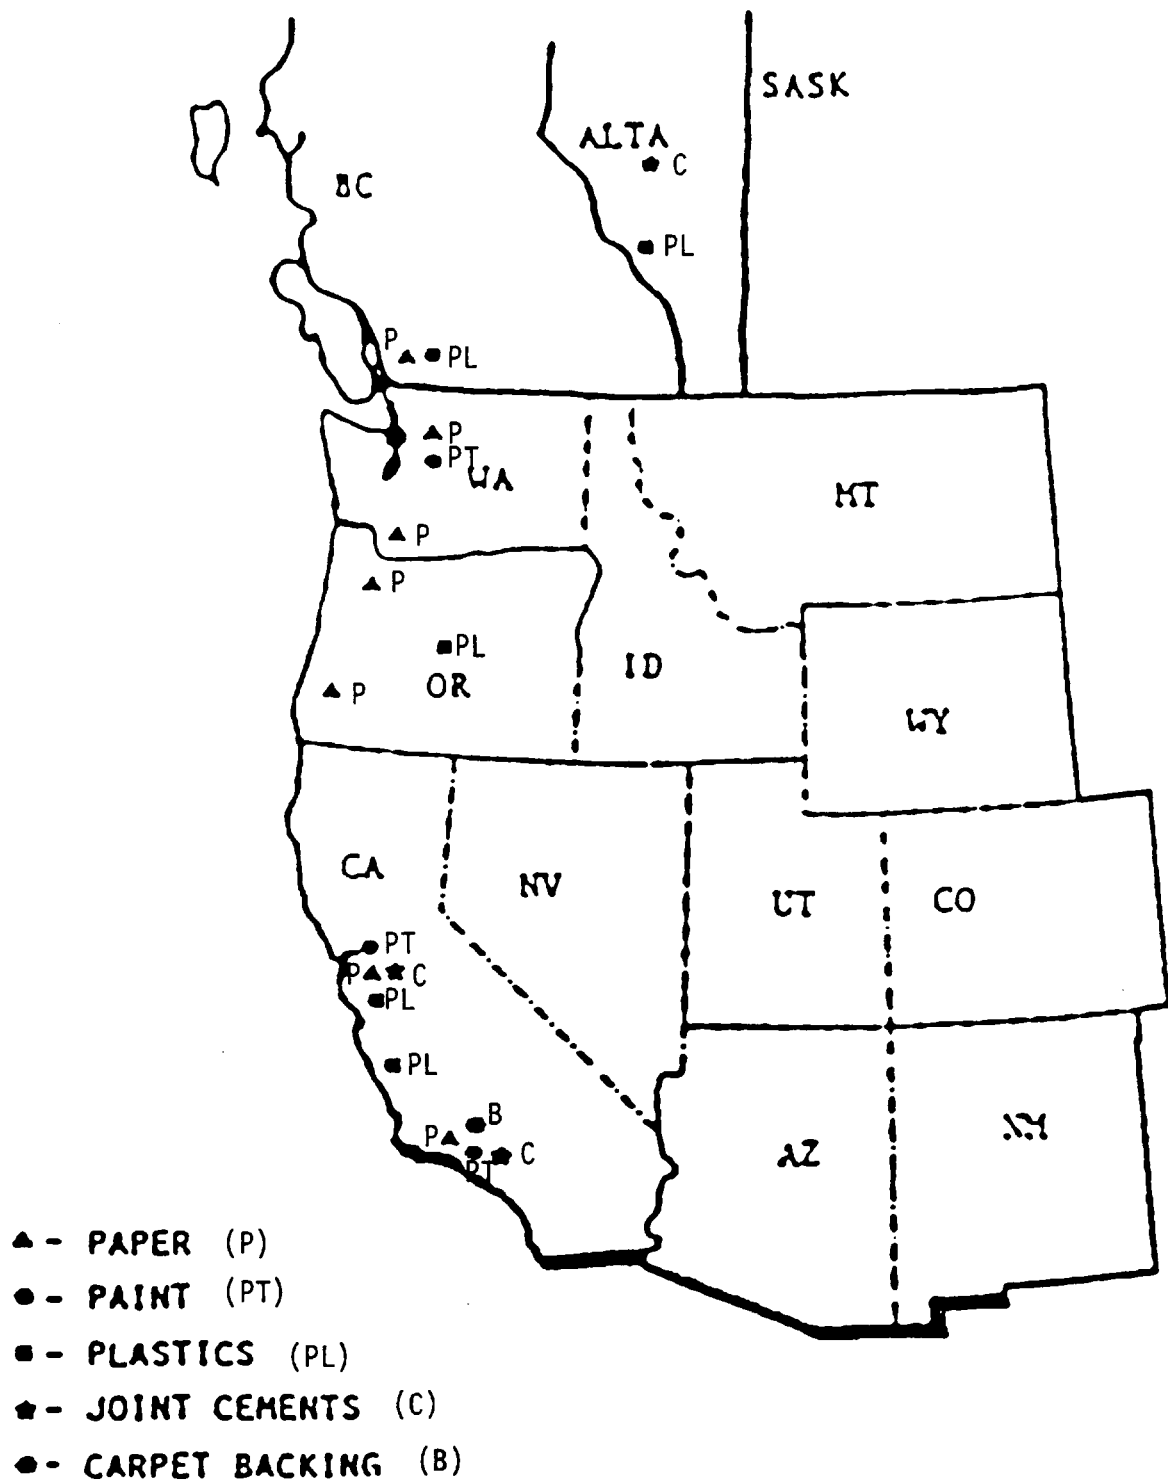 SASK
ALTA
C
BC
PL
P
PL
P
PT
WA
MT
P
P
PL
ID
P
OR
WY
CA
NV
UT
CO
PT
P
C
PL
PL
B
P
C
PT
AZ
NM
- PAPER (P)
- PAINT (PT)
- PLASTICS (PL)
- JOINT CEMENTS (C)
- CARPET BACKING (B)